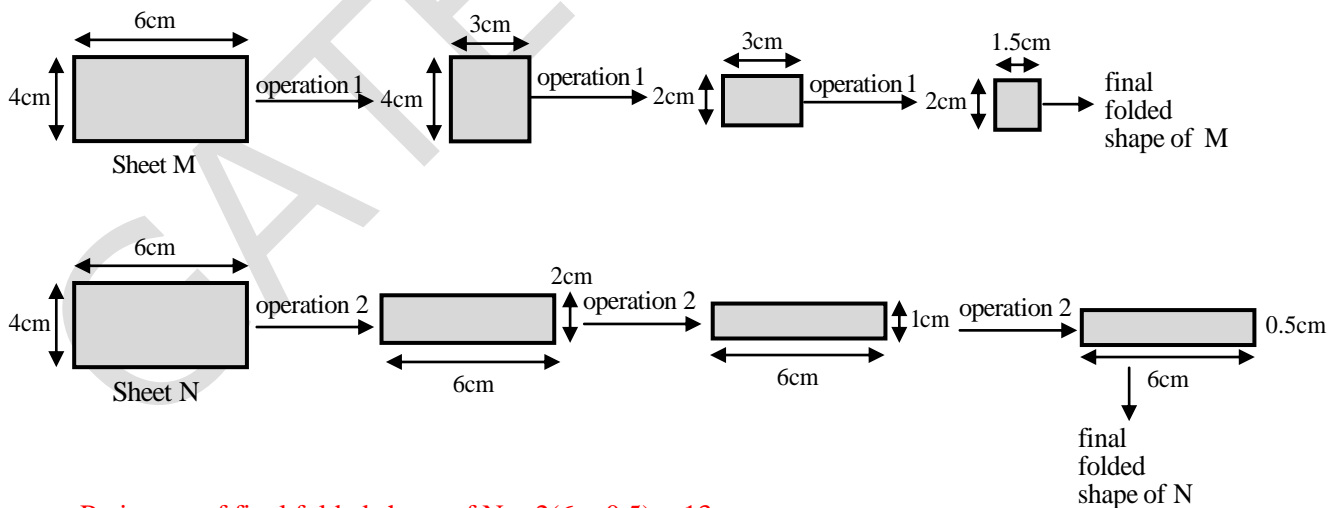 6cm
3cm
3cm
1.5cm
4cm
operation 1
4cm
operation 1
2cm
operation 1
2cm
final
folded
shape of M
Sheet M
6cm
2cm
4cm
operation 2
operation 2
1cm
operation 2
0.5cm
6cm
6cm
6cm
Sheet N
final
folded
shape of N
GATE